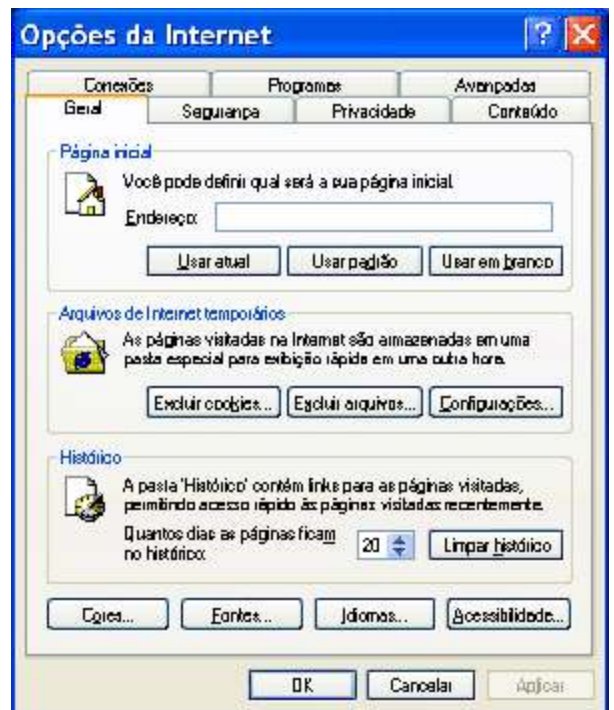 Opções da Internet
Conexões Programas Avançadas
Geral Segurança Privacidade Conteúdo
Página inicial
Você pode definir qual será a sua página inicial.
Endereço:
Usar atual Usar padrão Usar em branco
Arquivos de Internet temporários
As páginas visitadas na Internet são armazenadas em uma
pasta especial para exibição rápida em uma outra hora.
Excluir cookies... Excluir arquivos... Configurações...
Histórico
A pasta 'Histórico' contém links para as páginas visitadas,
permitindo acesso rápido às páginas visitadas recentemente.
Quantos dias as páginas ficam
no histórico: 20 Limpar histórico
Cores... Fontes... Idiomas... Acessibilidade...
OK Cancelar Aplicar